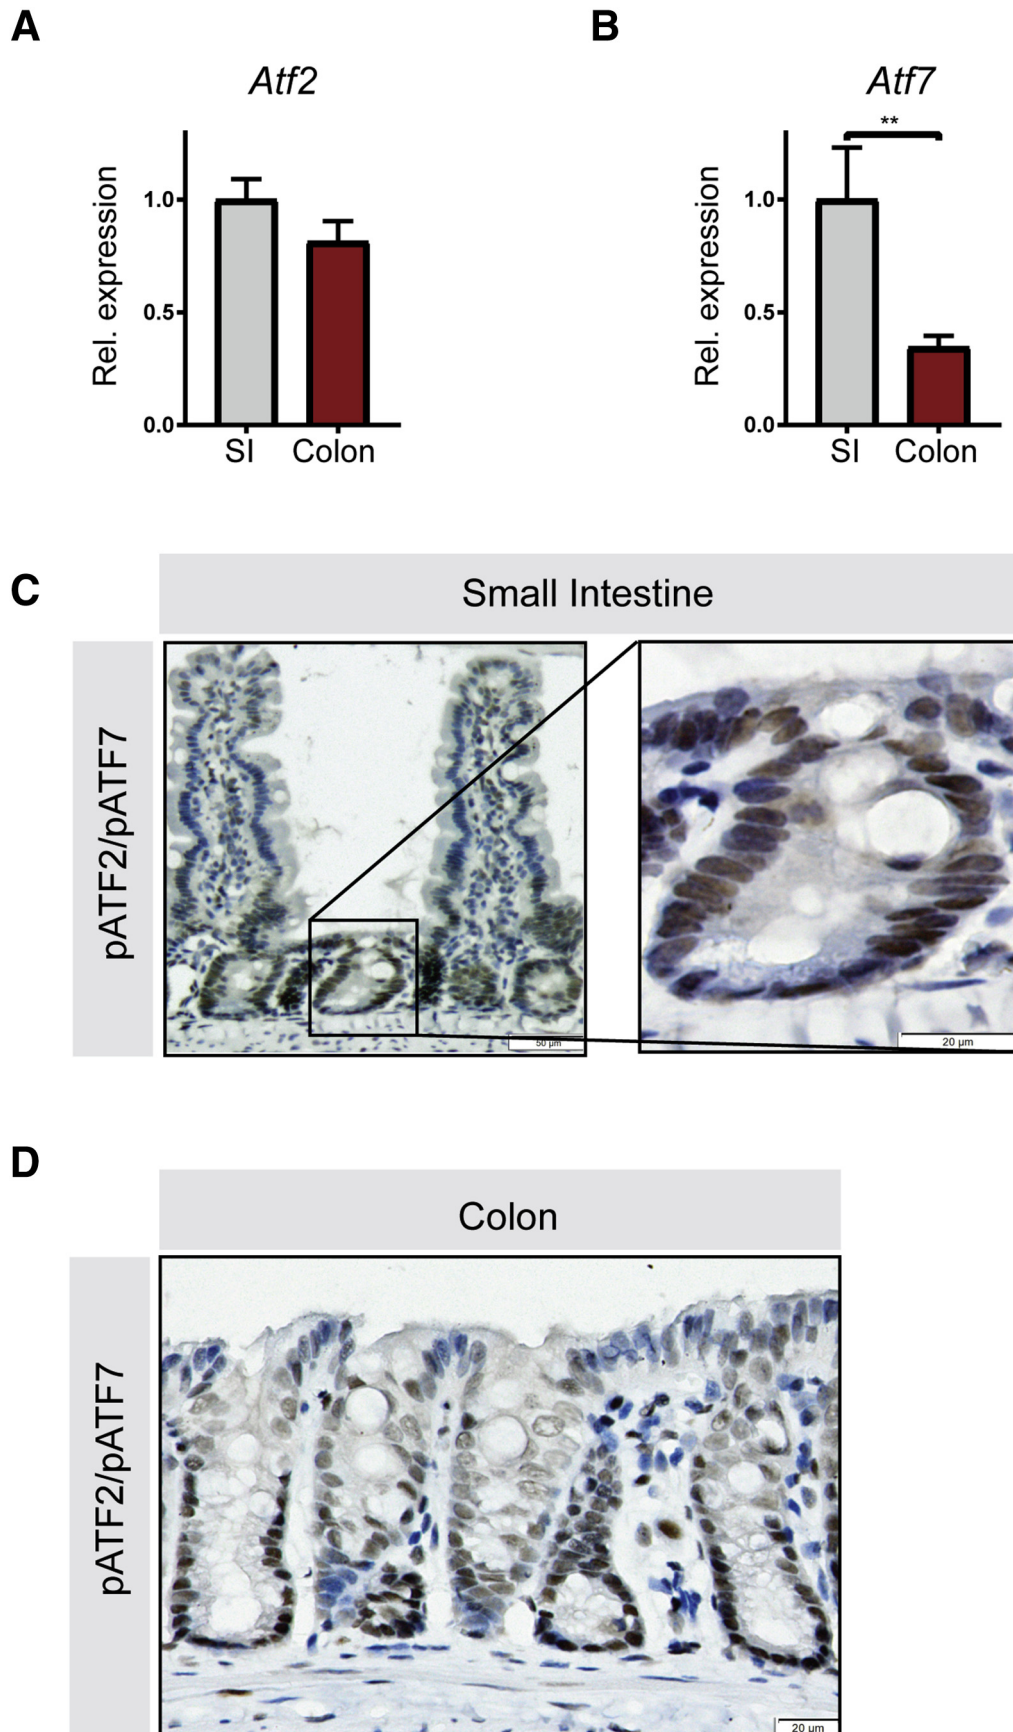 A
B
Atf2
Atf7
**
Rel. expression
1.0
0.5
0.0
SI
Colon
Rel. expression
1.0
0.5
0.0
SI
Colon
C
Small Intestine
pATF2/pATF7
50 µm
20 µm
D
Colon
pATF2/pATF7
20 µm